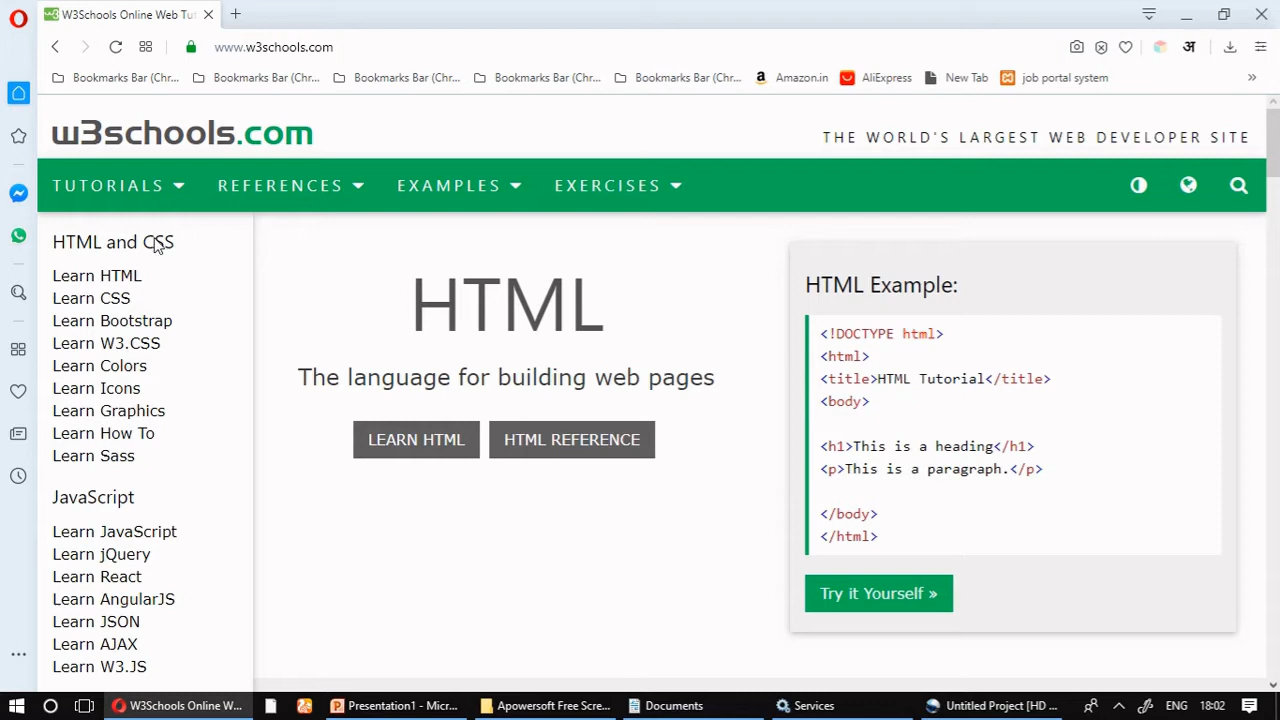 W3Schools Online Web Tut
www.w3schools.com
Bookmarks Bar (Chr...
Bookmarks Bar (Chr...
Bookmarks Bar (Chr...
Bookmarks Bar (Chr...
Bookmarks Bar (Chr...
Amazon.in
AliExpress
New Tab
job portal system
अ
w3schools.com
THE WORLD'S LARGEST WEB DEVELOPER SITE
TUTORIALS
REFERENCES
EXAMPLES
EXERCISES
HTML and CSS
Learn HTML
Learn CSS
Learn Bootstrap
Learn W3.CSS
Learn Colors
Learn Icons
Learn Graphics
Learn How To
Learn Sass
JavaScript
Learn JavaScript
Learn jQuery
Learn React
Learn AngularJS
Learn JSON
Learn AJAX
Learn W3.JS
HTML
The language for building web pages
LEARN HTML
HTML REFERENCE
HTML Example:
<!DOCTYPE html>
<html>
<title>HTML Tutorial</title>
<body>
<h1>This is a heading</h1>
<p>This is a paragraph.</p>
</body>
</html>
Try it Yourself »
W3Schools Online W...
Presentation1 - Mic...
Apowersoft Free Scre...
Documents
Services
Untitled Project [HD ...
ENG
18:02